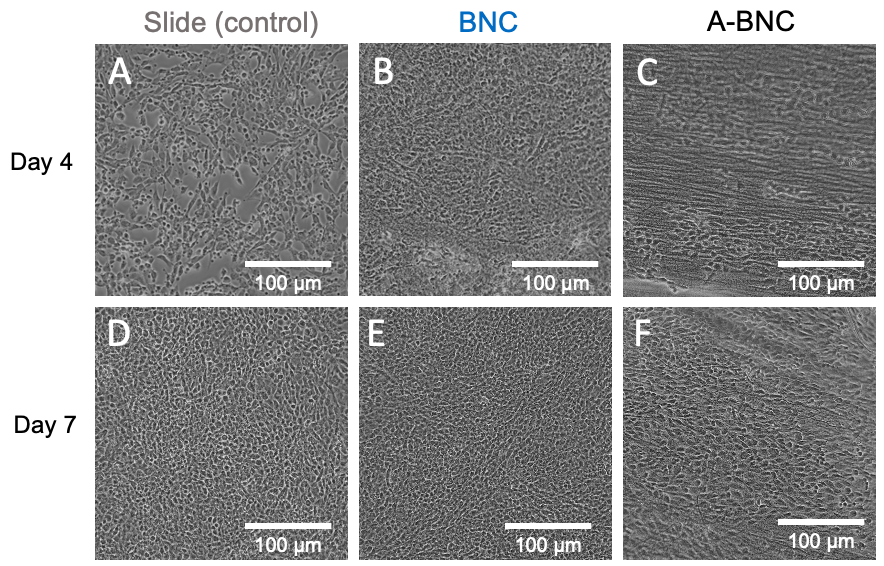 Slide (control) BNC A-BNC
Day 4
A B C
100 µm 100 µm 100 µm
Day 7
D E F
100 µm 100 µm 100 µm